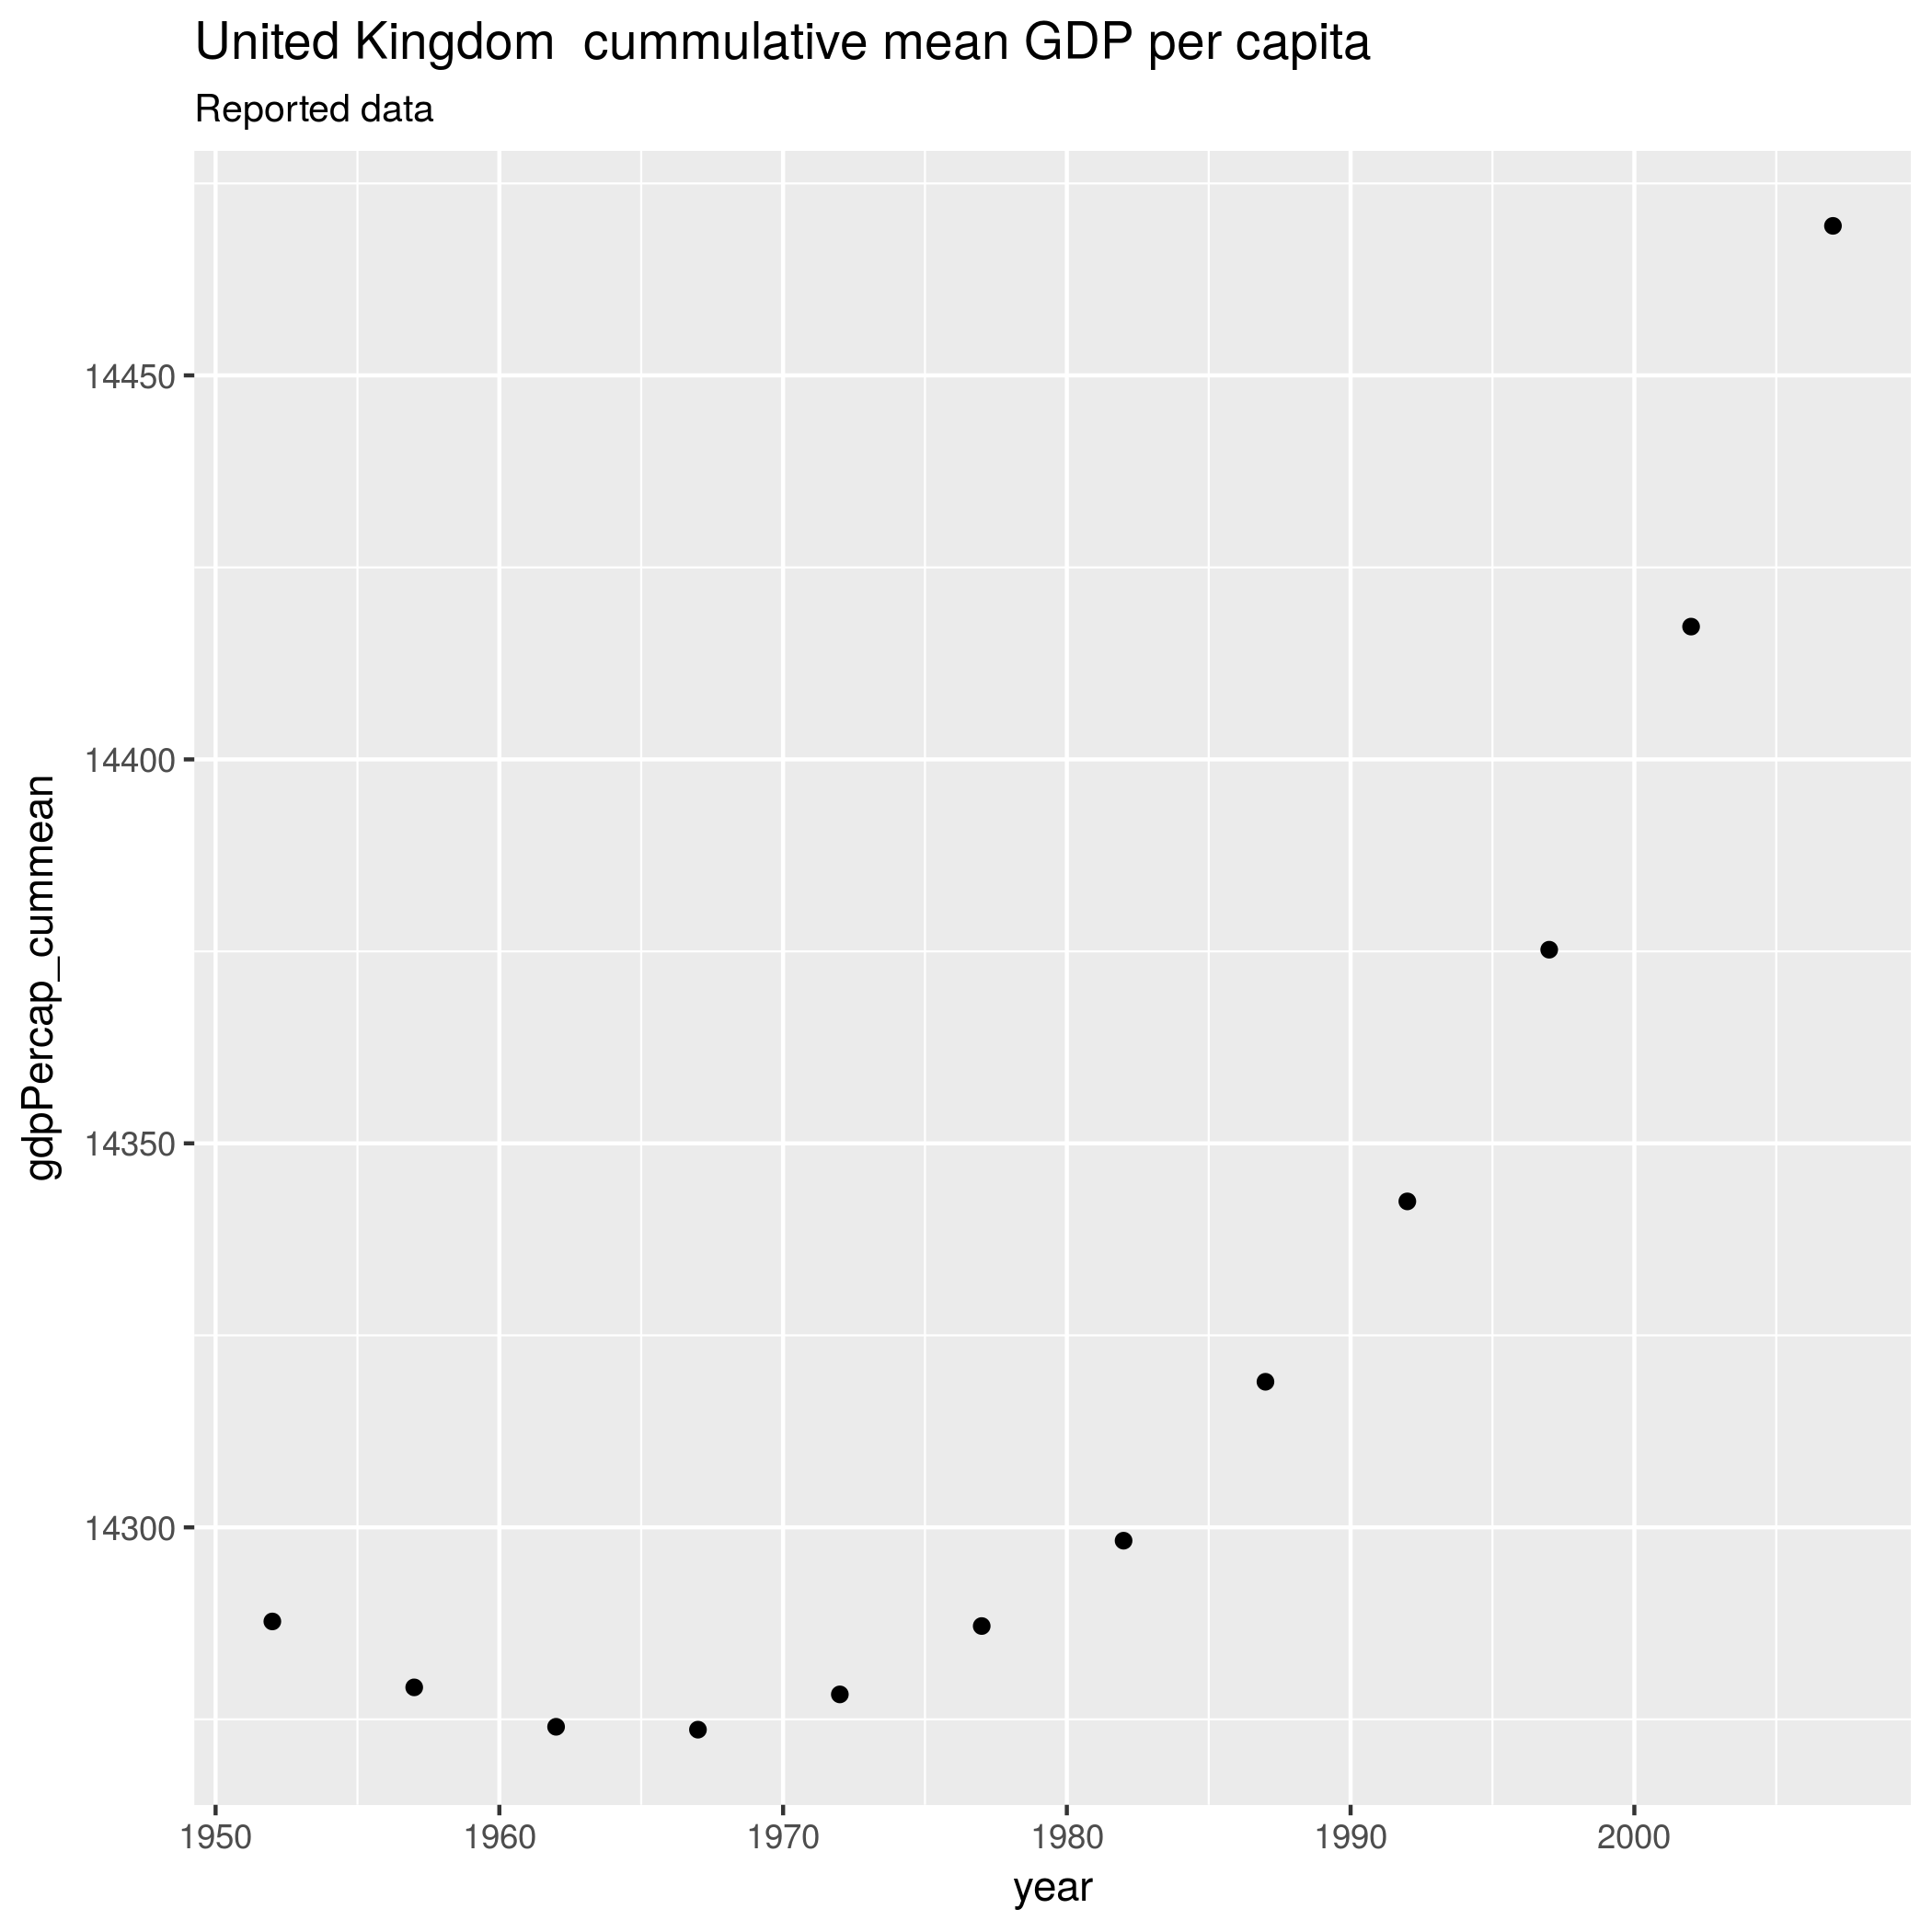 United Kingdom  cummulative mean GDP per capita
Reported data
gdpPercap_cummean
14450
14400
14350
14300
1950 1960 1970 1980 1990 2000
year